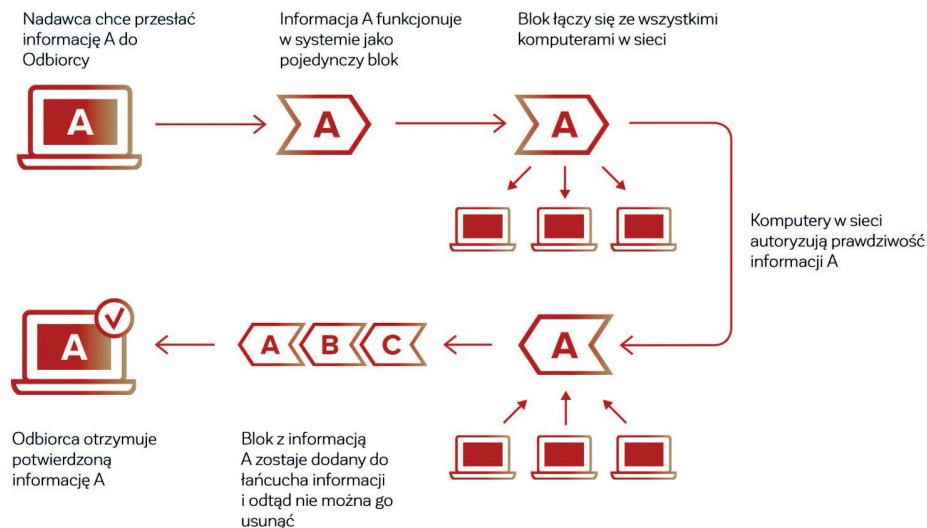 Nadawca chce przesłać
informację A do
Odbiorcy
Informacja A funkcjonuje
w systemie jako
pojedynczy blok
Blok łączy się ze wszystkimi
komputerami w sieci
A
A
A
Komputery w sieci
autoryzują prawdziwość
informacji A
A
A
B
C
A
Odbiorca otrzymuje
potwierdzoną
informację A
Blok z informacją
A zostaje dodany do
łańcucha informacji
i odtąd nie można go
usunąć